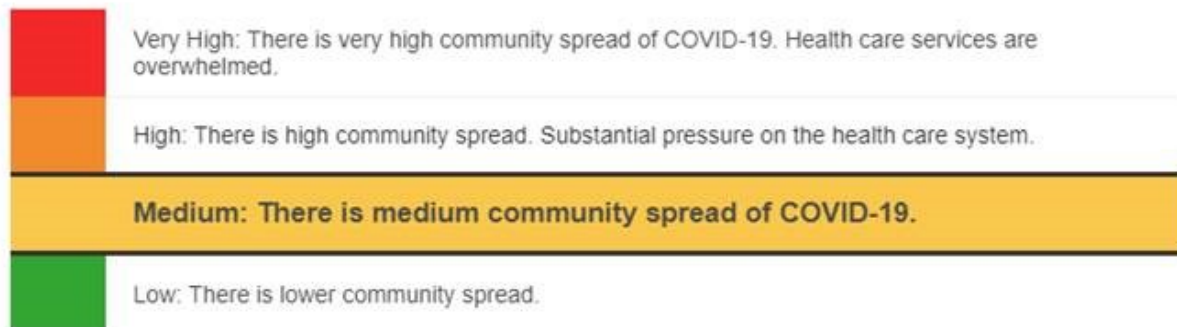 Very High: There is very high community spread of COVID-19. Health care services are
overwhelmed.
High: There is high community spread. Substantial pressure on the health care system.
Medium: There is medium community spread of COVID-19.
Low: There is lower community spread.